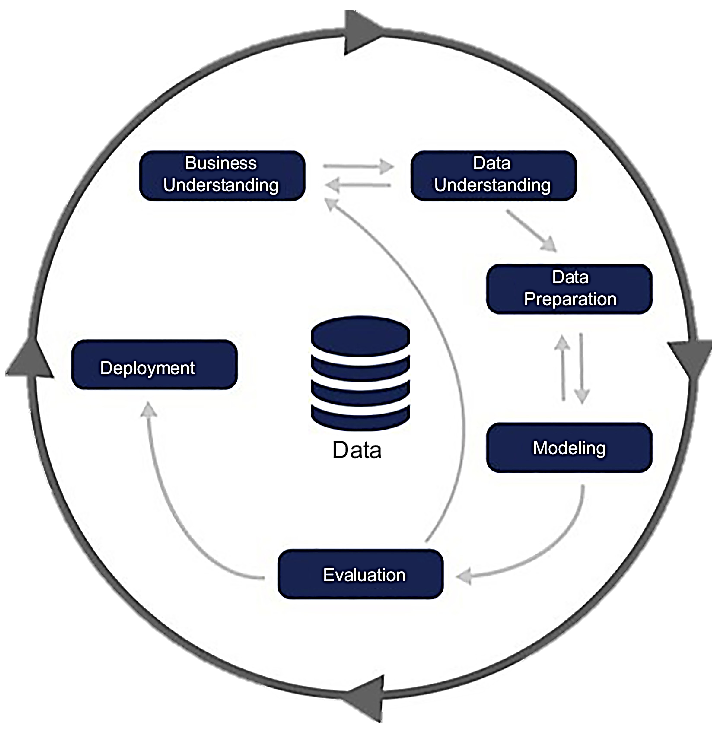 Business
Understanding
Data
Understanding
Data
Preparation
Deployment
Data
Modeling
Evaluation